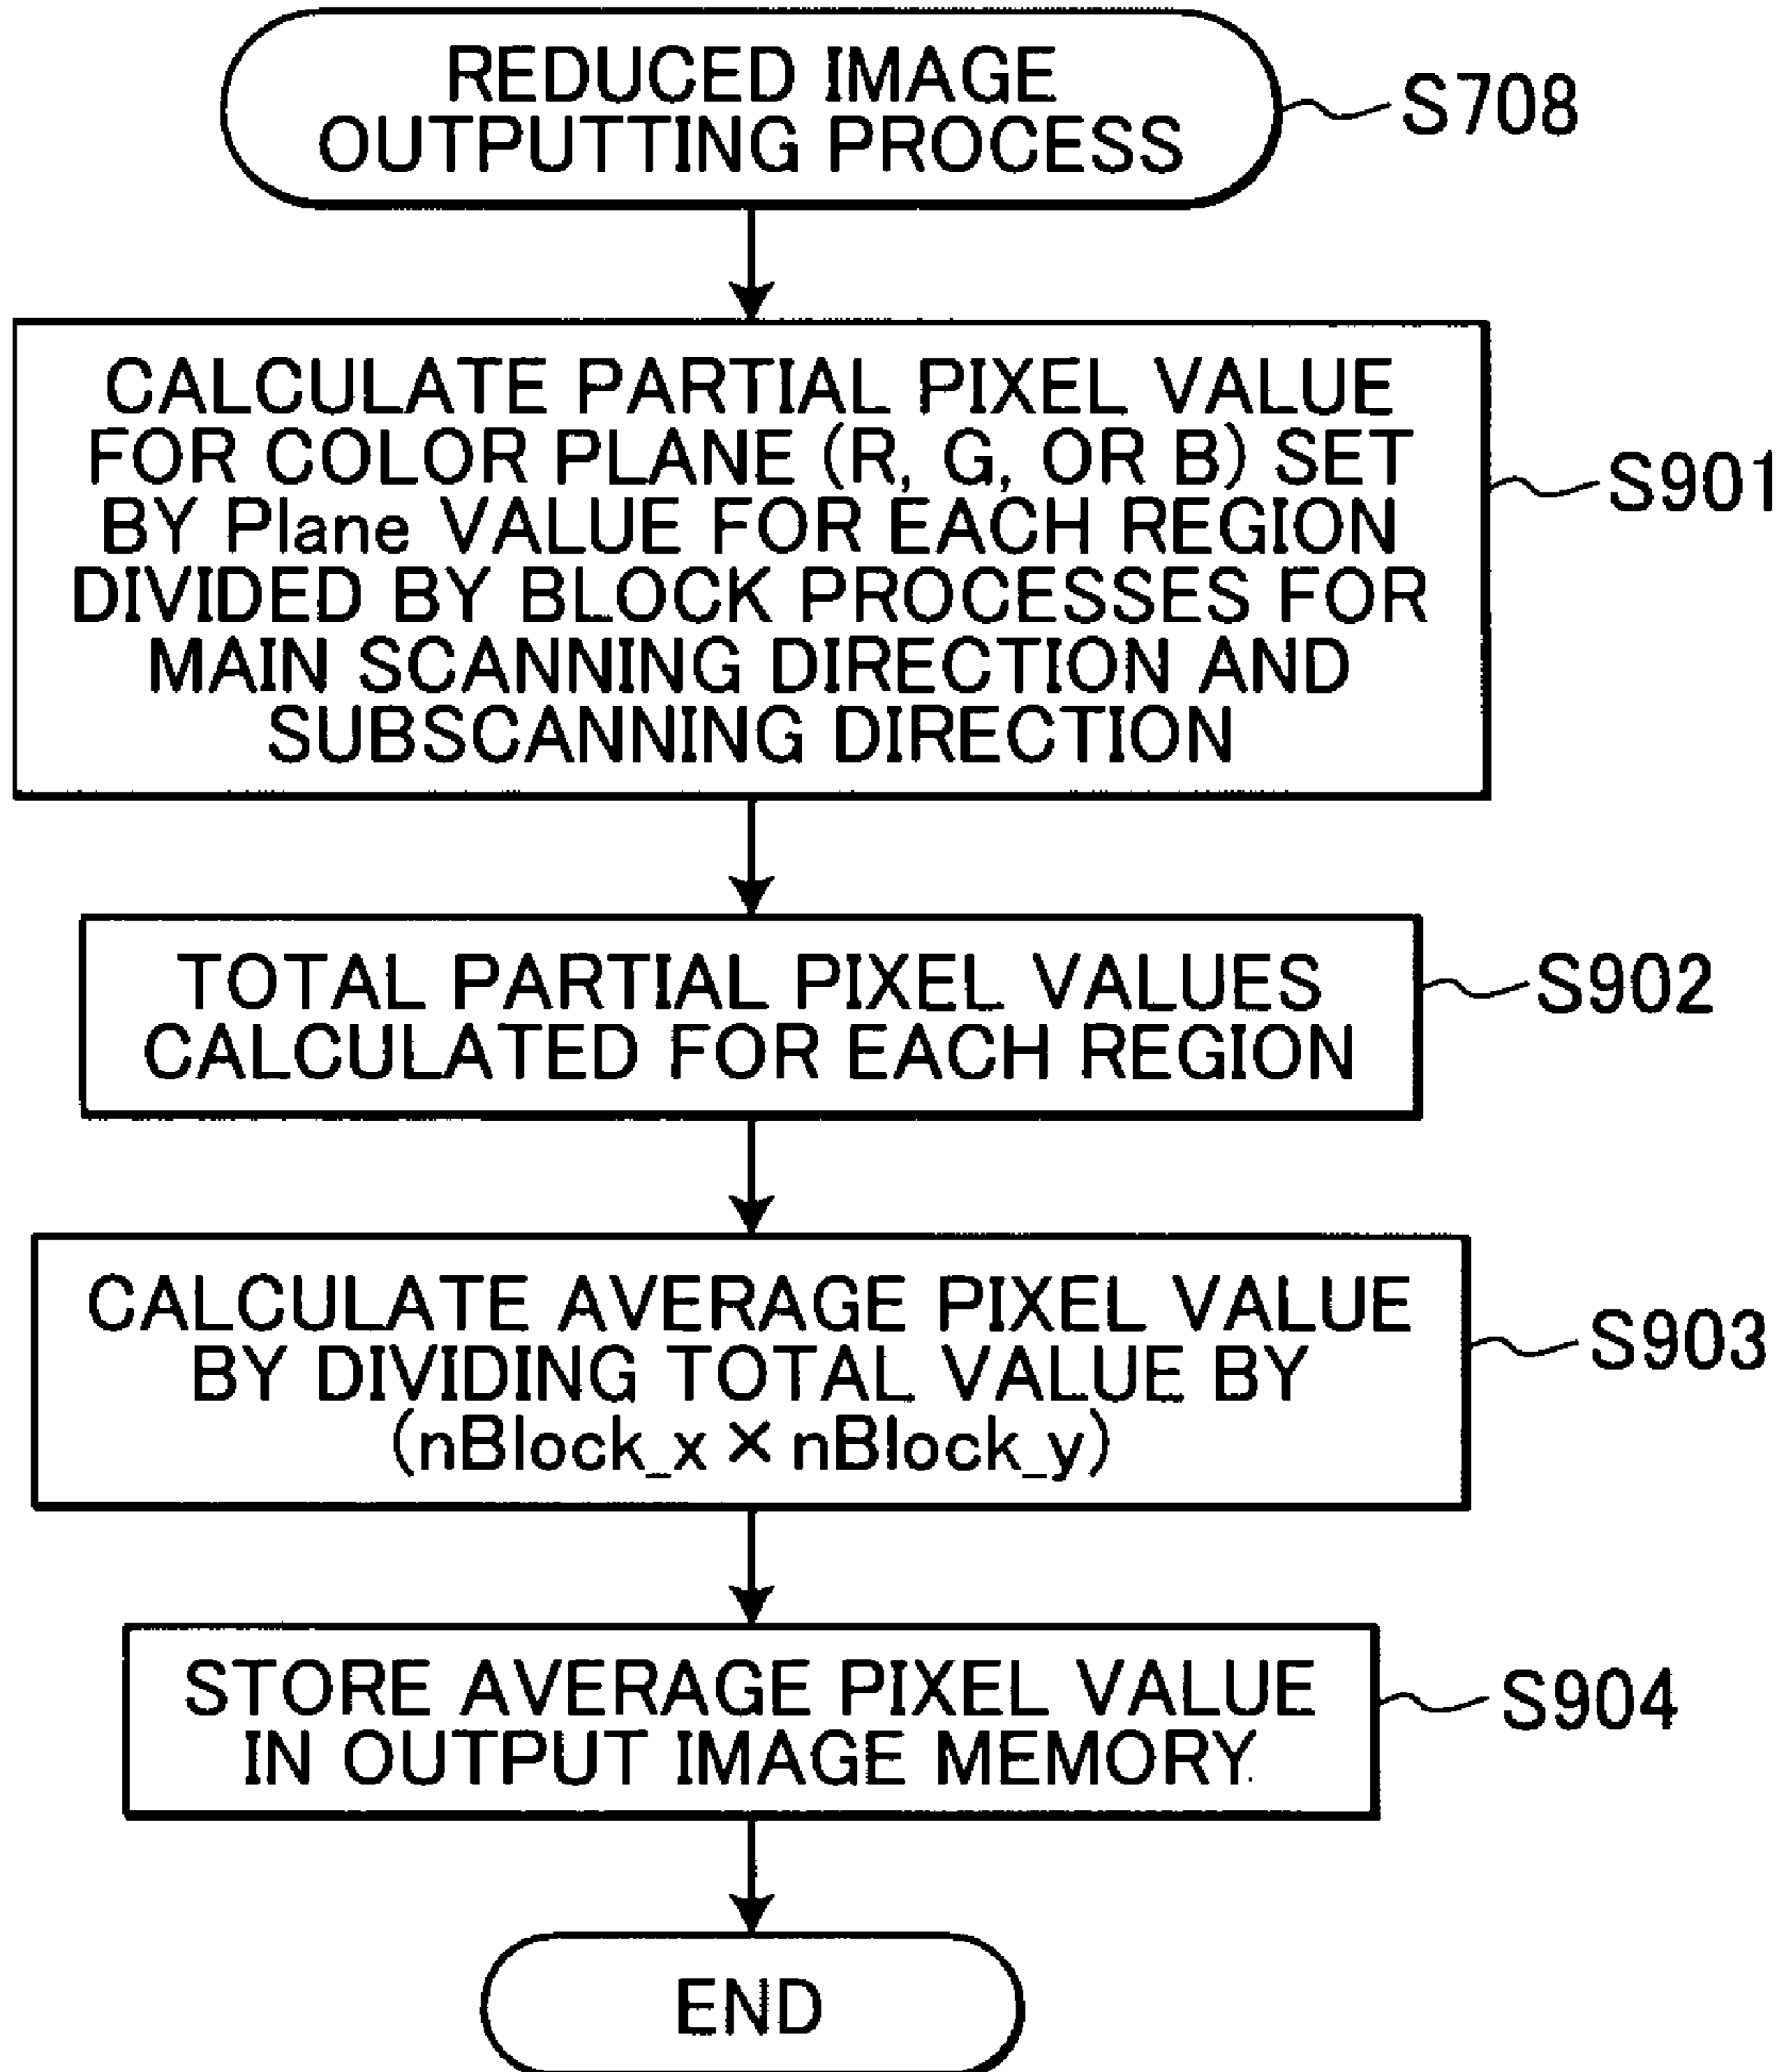 REDUCED IMAGE
OUTPUTTING PROCESS
S708
CALCULATE PARTIAL PIXEL VALUE
FOR COLOR PLANE (R, G, OR B) SET
BY Plane VALUE FOR EACH REGION
DIVIDED BY BLOCK PROCESSES FOR
MAIN SCANNING DIRECTION AND
SUBSCANNING DIRECTION
S901
TOTAL PARTIAL PIXEL VALUES
CALCULATED FOR EACH REGION
S902
CALCULATE AVERAGE PIXEL VALUE
BY DIVIDING TOTAL VALUE BY
(nBlock_x × nBlock_y)
S903
STORE AVERAGE PIXEL VALUE
IN OUTPUT IMAGE MEMORY.
S904
END